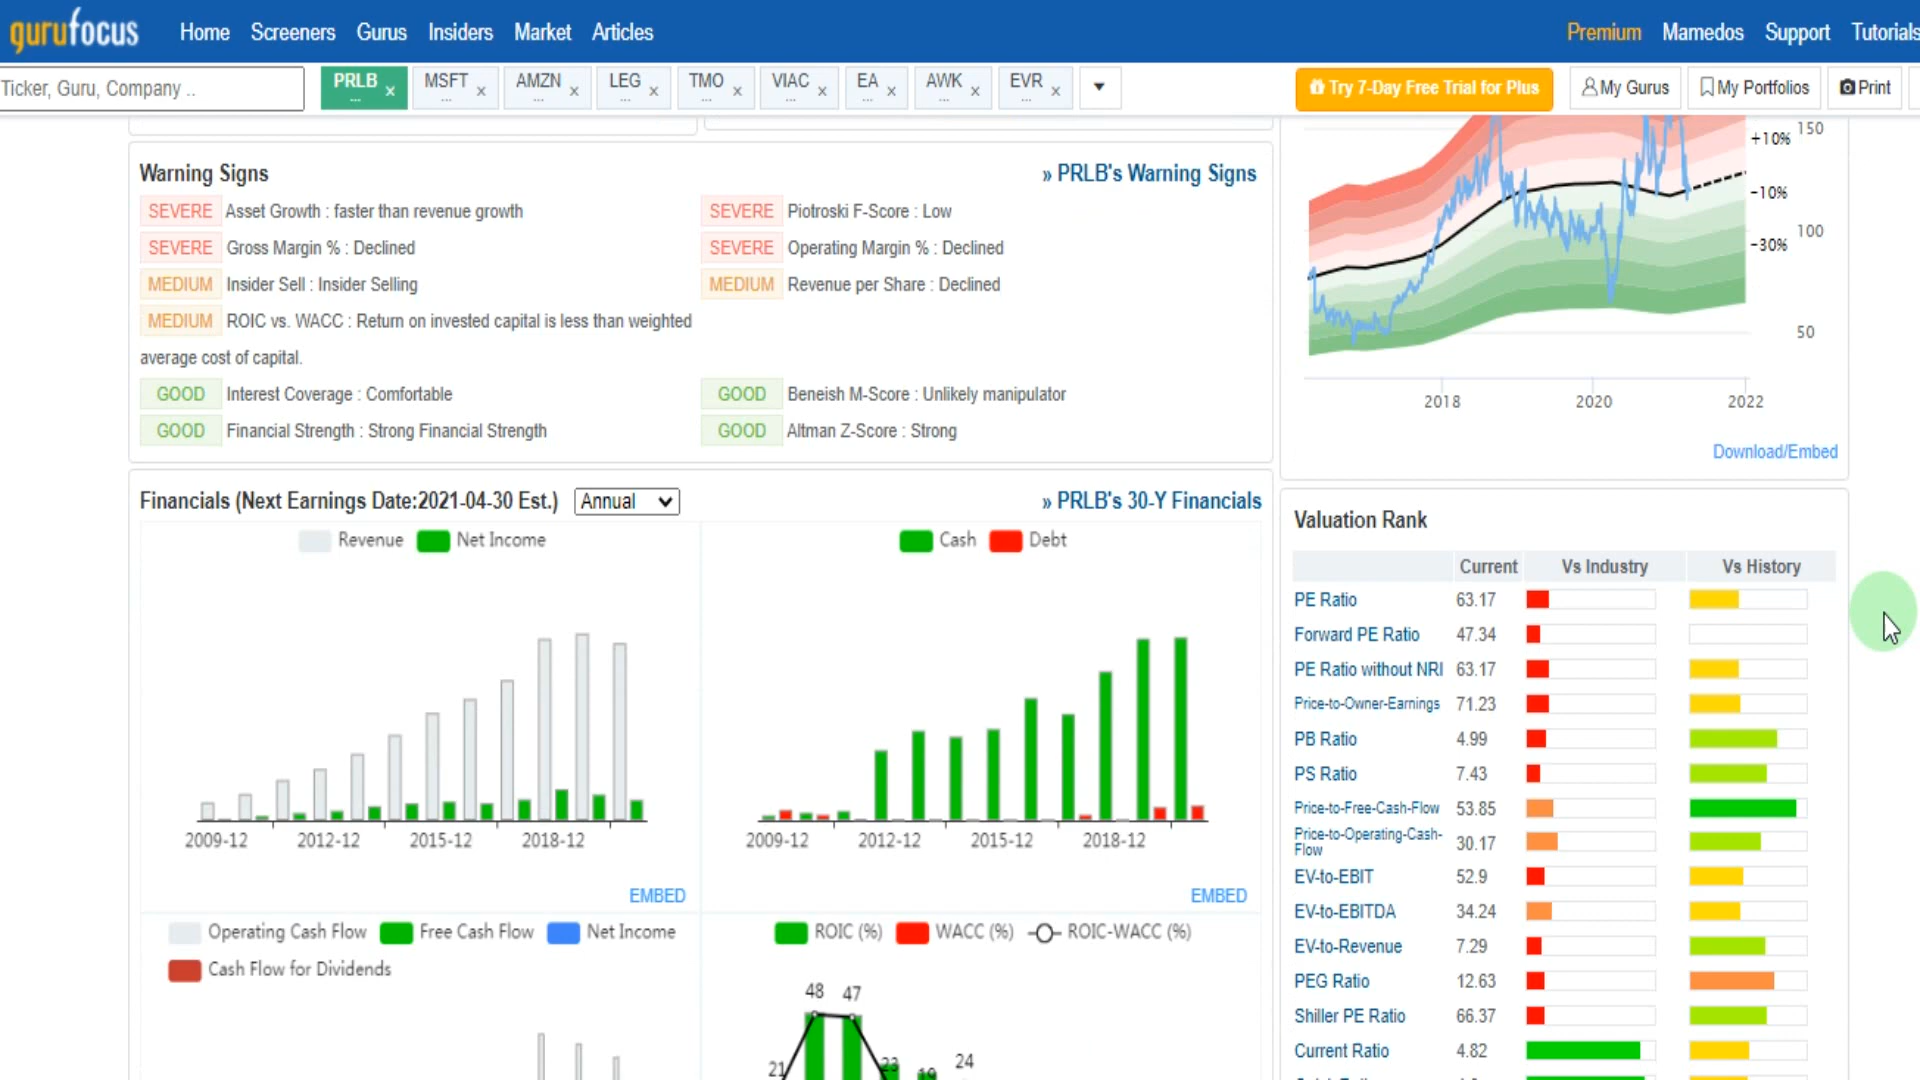 gurufocus
Home Screeners Gurus Insiders Market Articles
Premium Mamedos Support Tutorials
Ticker, Guru, Company ..
PRLB x MSFT x AMZN x LEG x TMO x VIAC x EA x AWK x EVR x
... ... ... ... ... ... ... ... ...
Try 7-Day Free Trial for Plus
My Gurus My Portfolios Print
Warning Signs » PRLB's Warning Signs
SEVERE Asset Growth : faster than revenue growth SEVERE Piotroski F-Score : Low
SEVERE Gross Margin % : Declined SEVERE Operating Margin % : Declined
MEDIUM Insider Sell : Insider Selling MEDIUM Revenue per Share : Declined
MEDIUM ROIC vs. WACC : Return on invested capital is less than weighted
average cost of capital.
GOOD Interest Coverage : Comfortable GOOD Beneish M-Score : Unlikely manipulator
GOOD Financial Strength : Strong Financial Strength GOOD Altman Z-Score : Strong
+10% 150
-10%
100
-30%
50
2018 2020 2022
Download/Embed
Financials (Next Earnings Date:2021-04-30 Est.) Annual » PRLB's 30-Y Financials
Revenue Net Income
2009-12 2012-12 2015-12 2018-12
EMBED
Cash Debt
2009-12 2012-12 2015-12 2018-12
EMBED
Operating Cash Flow Free Cash Flow Net Income
Cash Flow for Dividends
ROIC (%) WACC (%) ROIC-WACC (%)
48 47
21 23 19 24
Valuation Rank
Current Vs Industry Vs History
PE Ratio 63.17
Forward PE Ratio 47.34
PE Ratio without NRI 63.17
Price-to-Owner-Earnings 71.23
PB Ratio 4.99
PS Ratio 7.43
Price-to-Free-Cash-Flow 53.85
Price-to-Operating-Cash-
Flow 30.17
EV-to-EBIT 52.9
EV-to-EBITDA 34.24
EV-to-Revenue 7.29
PEG Ratio 12.63
Shiller PE Ratio 66.37
Current Ratio 4.82